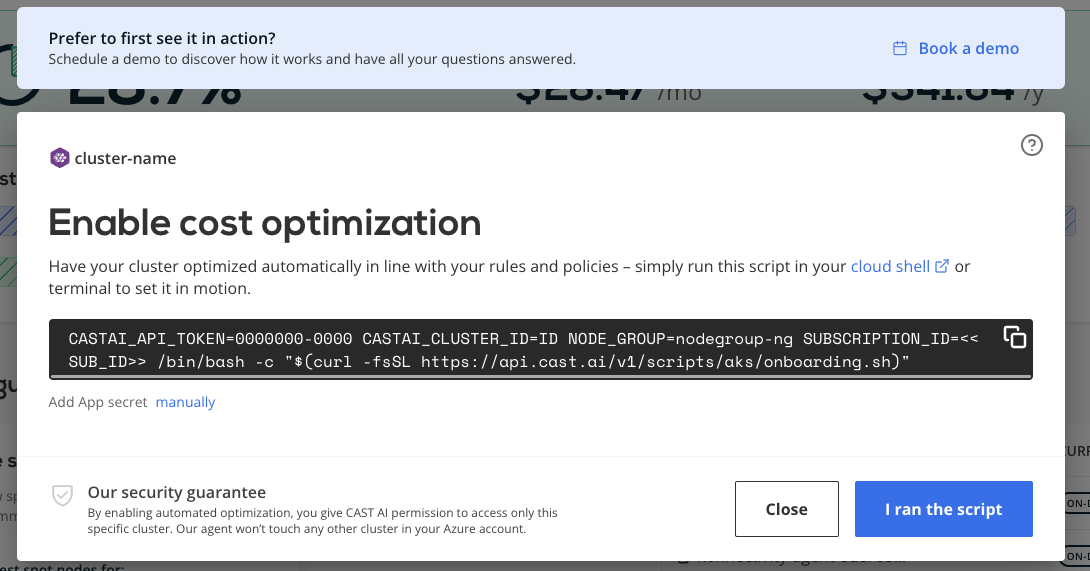 Prefer to first see it in action?
Schedule a demo to discover how it works and have all your questions answered.
Book a demo
/mo
/y
cluster-name
Enable cost optimization
Have your cluster optimized automatically in line with your rules and policies – simply run this script in your cloud shell or
terminal to set it in motion.
CASTAI_API_TOKEN=0000000-0000 CASTAI_CLUSTER_ID=ID NODE_GROUP=nodegroup-ng SUBSCRIPTION_ID=<<
SUB_ID>> /bin/bash -c "$(curl -fsSL https://api.cast.ai/v1/scripts/aks/onboarding.sh)"
Add App secret manually
Our security guarantee
By enabling automated optimization, you give CAST AI permission to access only this
specific cluster. Our agent won’t touch any other cluster in your Azure account.
Close
I ran the script